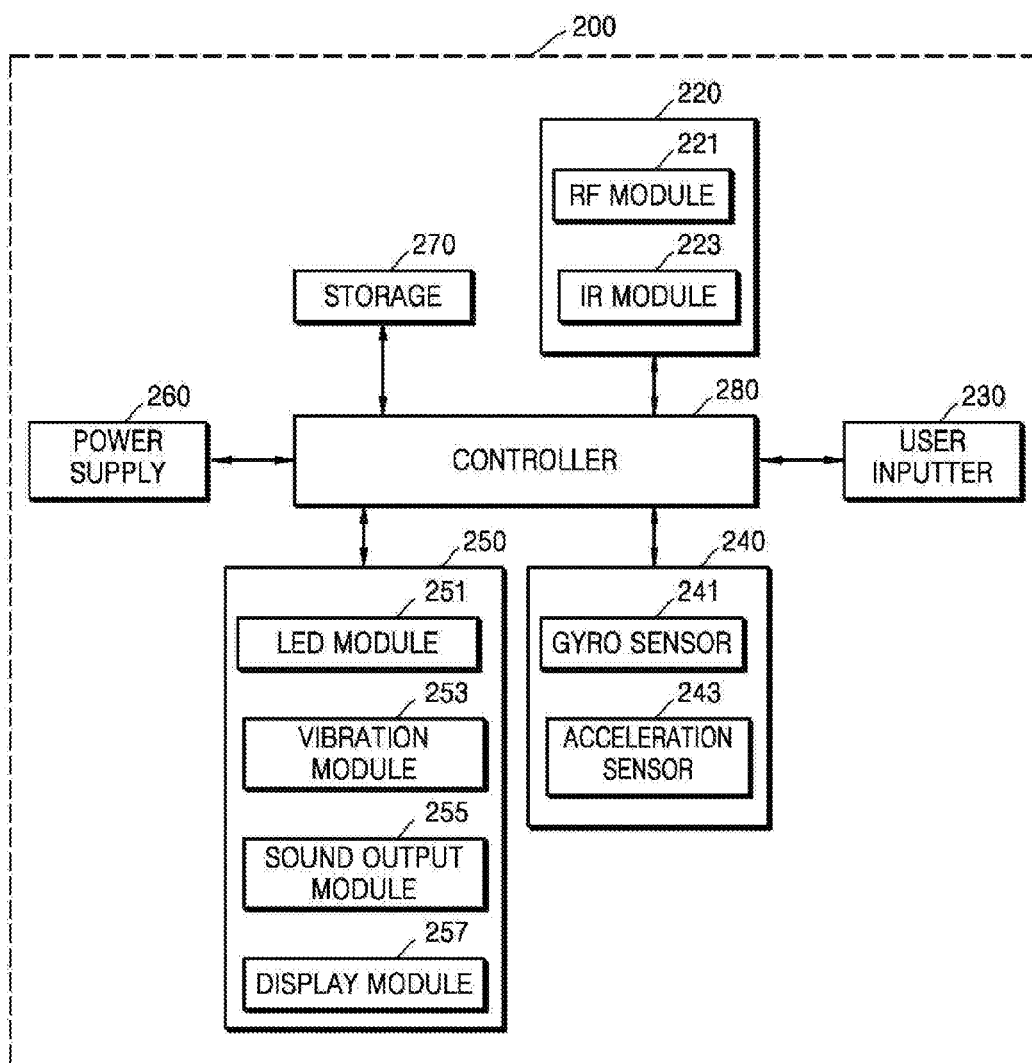 200
220
221
RF MODULE
223
IR MODULE
270
STORAGE
260
POWER
SUPPLY
280
CONTROLLER
230
USER
INPUTTER
250
251
LED MODULE
253
VIBRATION
MODULE
255
SOUND OUTPUT
MODULE
257
DISPLAY MODULE
240
241
GYRO SENSOR
243
ACCELERATION
SENSOR